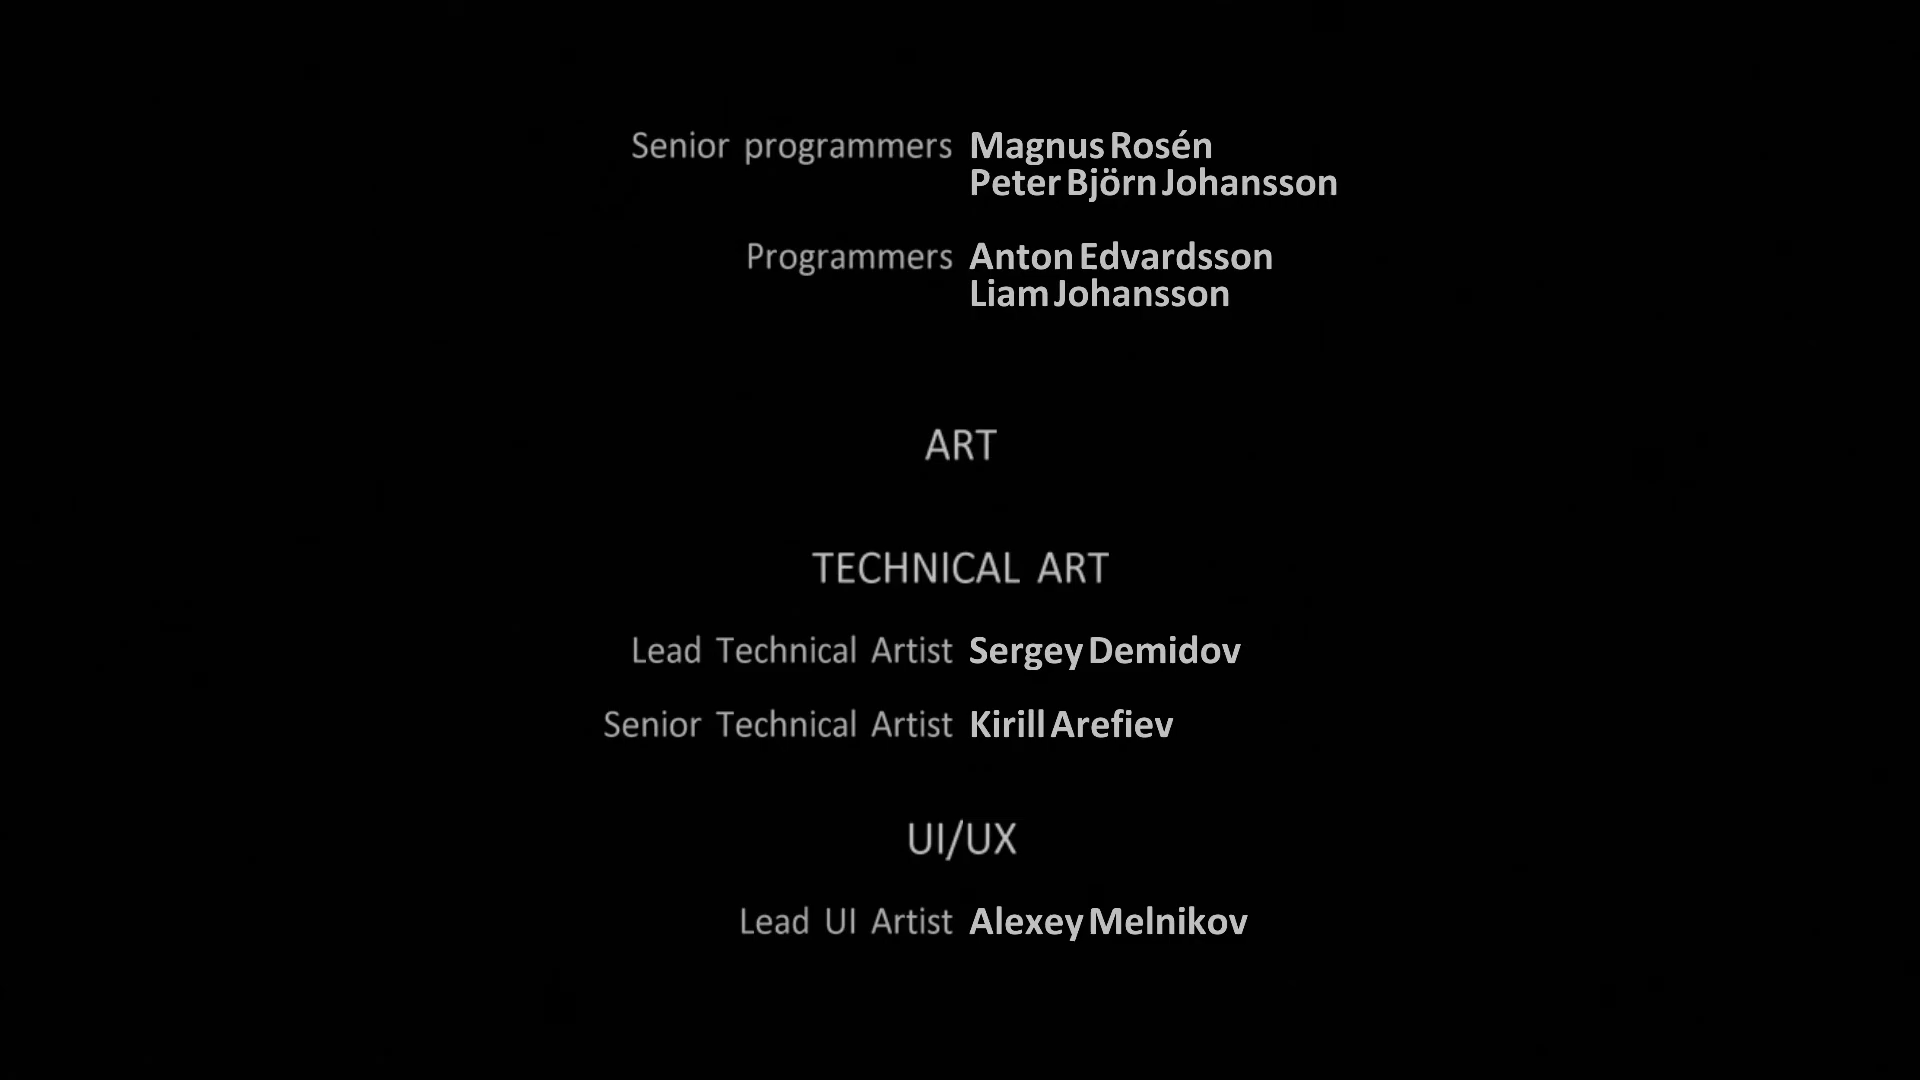 Senior programmers Magnus Rosén
Peter Björn Johansson
Programmers Anton Edvardsson
Liam Johansson
ART
TECHNICAL ART
Lead Technical Artist Sergey Demidov
Senior Technical Artist Kirill Arefiev
UI/UX
Lead UI Artist Alexey Melnikov